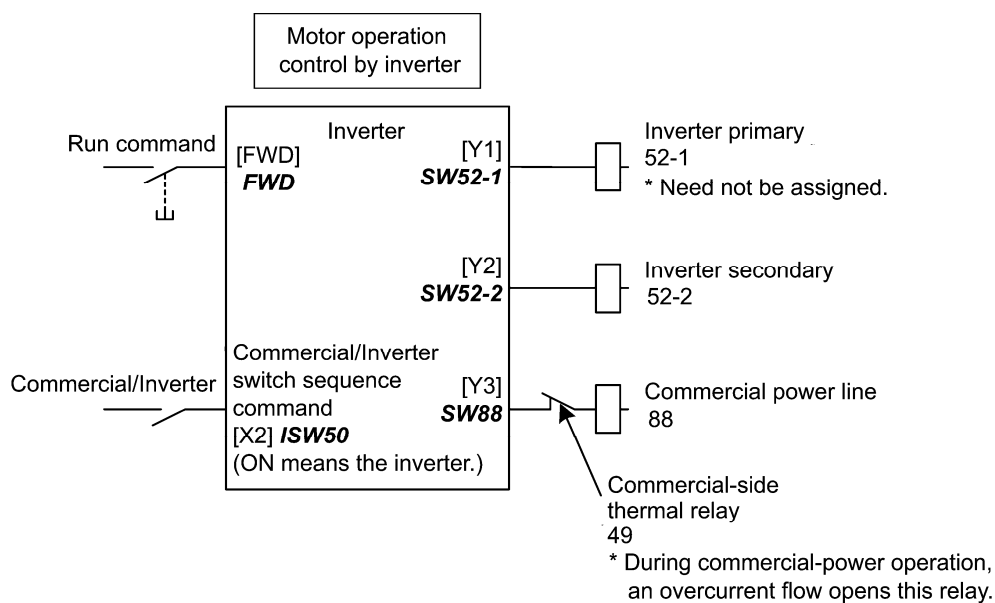 Motor operation
control by inverter
Run command
[FWD]
FWD
Inverter
[Y1]
SW52-1
Inverter primary
52-1
* Need not be assigned.
[Y2]
SW52-2
Inverter secondary
52-2
Commercial/Inverter
Commercial/Inverter
switch sequence
command
[X2] ISW50
(ON means the inverter.)
[Y3]
SW88
Commercial power line
88
Commercial-side
thermal relay
49
* During commercial-power operation,
an overcurrent flow opens this relay.